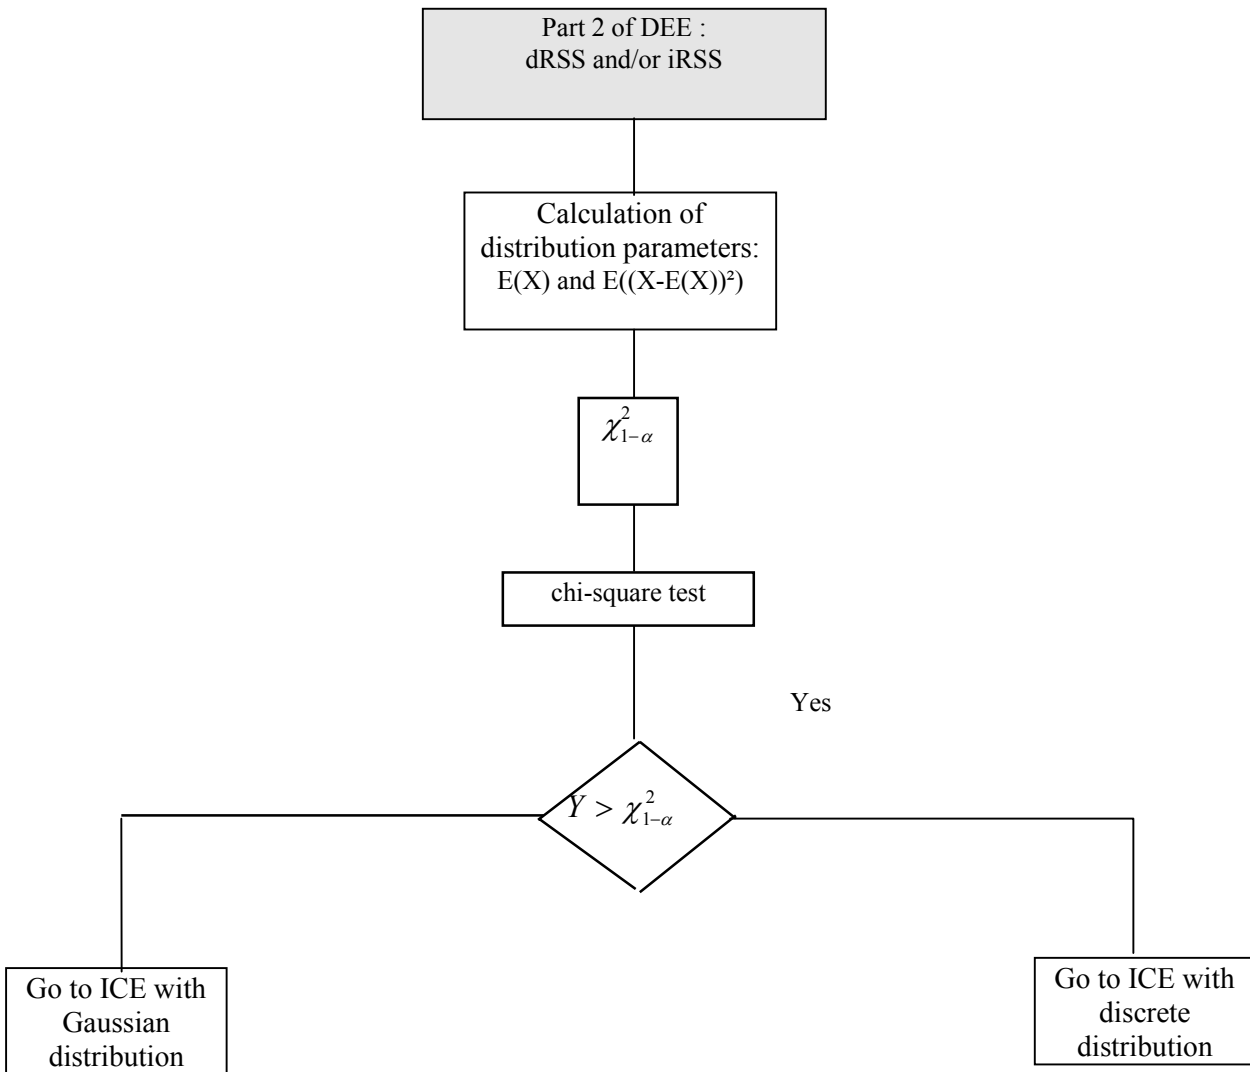 Part 2 of DEE :
dRSS and/or iRSS
Calculation of
distribution parameters:
E(X) and E((X-E(X))²)
χ²₁₋α
chi-square test
Yes
Y > χ²₁₋α
Go to ICE with
Gaussian
distribution
Go to ICE with
discrete
distribution